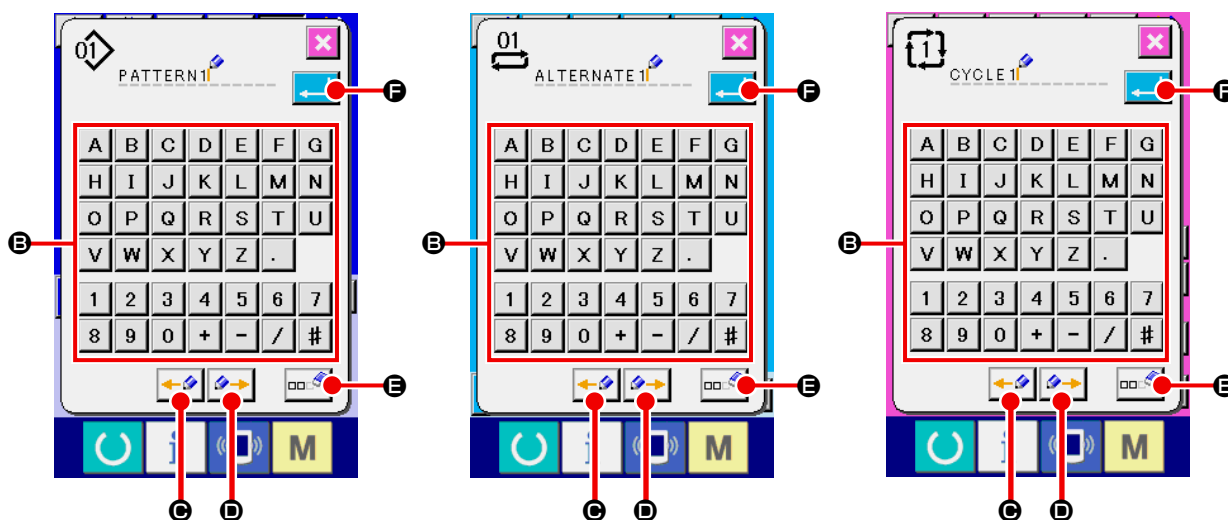 01
PATTERN1
F
A B C D E F G
H I J K L M N
O P Q R S T U
V W X Y Z .
1 2 3 4 5 6 7
8 9 0 + - / #
B
E
i
M
C
D
01
ALTERNATE1
F
A B C D E F G
H I J K L M N
O P Q R S T U
V W X Y Z .
1 2 3 4 5 6 7
8 9 0 + - / #
B
E
i
M
C
D
1
CYCLE1
F
A B C D E F G
H I J K L M N
O P Q R S T U
V W X Y Z .
1 2 3 4 5 6 7
8 9 0 + - / #
B
E
i
M
C
D